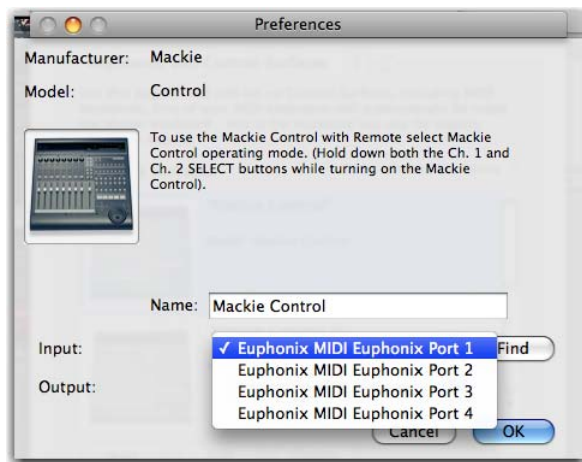 Preferences
Manufacturer: Mackie
Model: Control
To use the Mackie Control with Remote select Mackie
Control operating mode. (Hold down both the Ch. 1 and
Ch. 2 SELECT buttons while turning on the Mackie
Control).
Name: Mackie Control
Input: ✓ Euphonix MIDI Euphonix Port 1 Find
Euphonix MIDI Euphonix Port 2
Output: Euphonix MIDI Euphonix Port 3
Euphonix MIDI Euphonix Port 4
Cancel OK